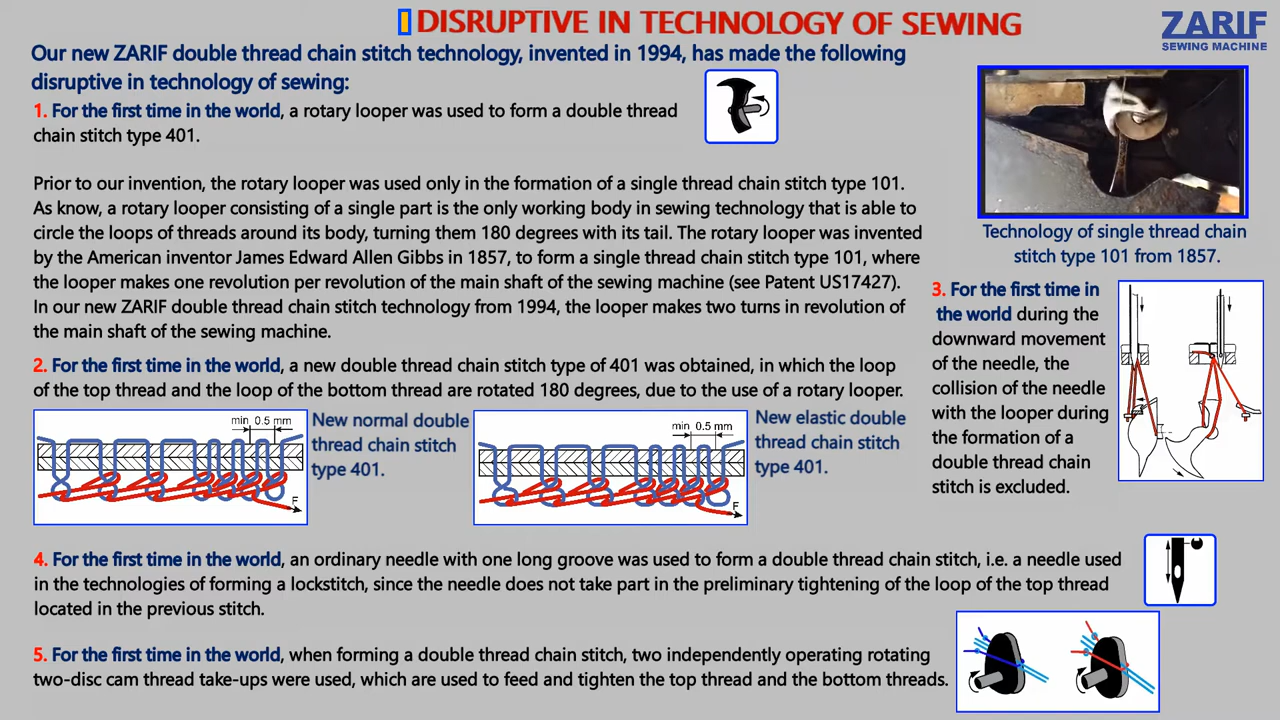 DISRUPTIVE IN TECHNOLOGY OF SEWING
ZARIF
SEWING MACHINE
Our new ZARIF double thread chain stitch technology, invented in 1994, has made the following
disruptive in technology of sewing:
1. For the first time in the world, a rotary looper was used to form a double thread
chain stitch type 401.
Prior to our invention, the rotary looper was used only in the formation of a single thread chain stitch type 101.
As know, a rotary looper consisting of a single part is the only working body in sewing technology that is able to
circle the loops of threads around its body, turning them 180 degrees with its tail. The rotary looper was invented
by the American inventor James Edward Allen Gibbs in 1857, to form a single thread chain stitch type 101, where
the looper makes one revolution per revolution of the main shaft of the sewing machine (see Patent US17427).
In our new ZARIF double thread chain stitch technology from 1994, the looper makes two turns in revolution of
the main shaft of the sewing machine.
Technology of single thread chain
stitch type 101 from 1857.
2. For the first time in the world, a new double thread chain stitch type of 401 was obtained, in which the loop
of the top thread and the loop of the bottom thread are rotated 180 degrees, due to the use of a rotary looper.
min 0.5 mm
F
New normal double
thread chain stitch
type 401.
min 0.5 mm
F
New elastic double
thread chain stitch
type 401.
3. For the first time in
the world during the
downward movement
of the needle, the
collision of the needle
with the looper during
the formation of a
double thread chain
stitch is excluded.
4. For the first time in the world, an ordinary needle with one long groove was used to form a double thread chain stitch, i.e. a needle used
in the technologies of forming a lockstitch, since the needle does not take part in the preliminary tightening of the loop of the top thread
located in the previous stitch.
5. For the first time in the world, when forming a double thread chain stitch, two independently operating rotating
two-disc cam thread take-ups were used, which are used to feed and tighten the top thread and the bottom threads.